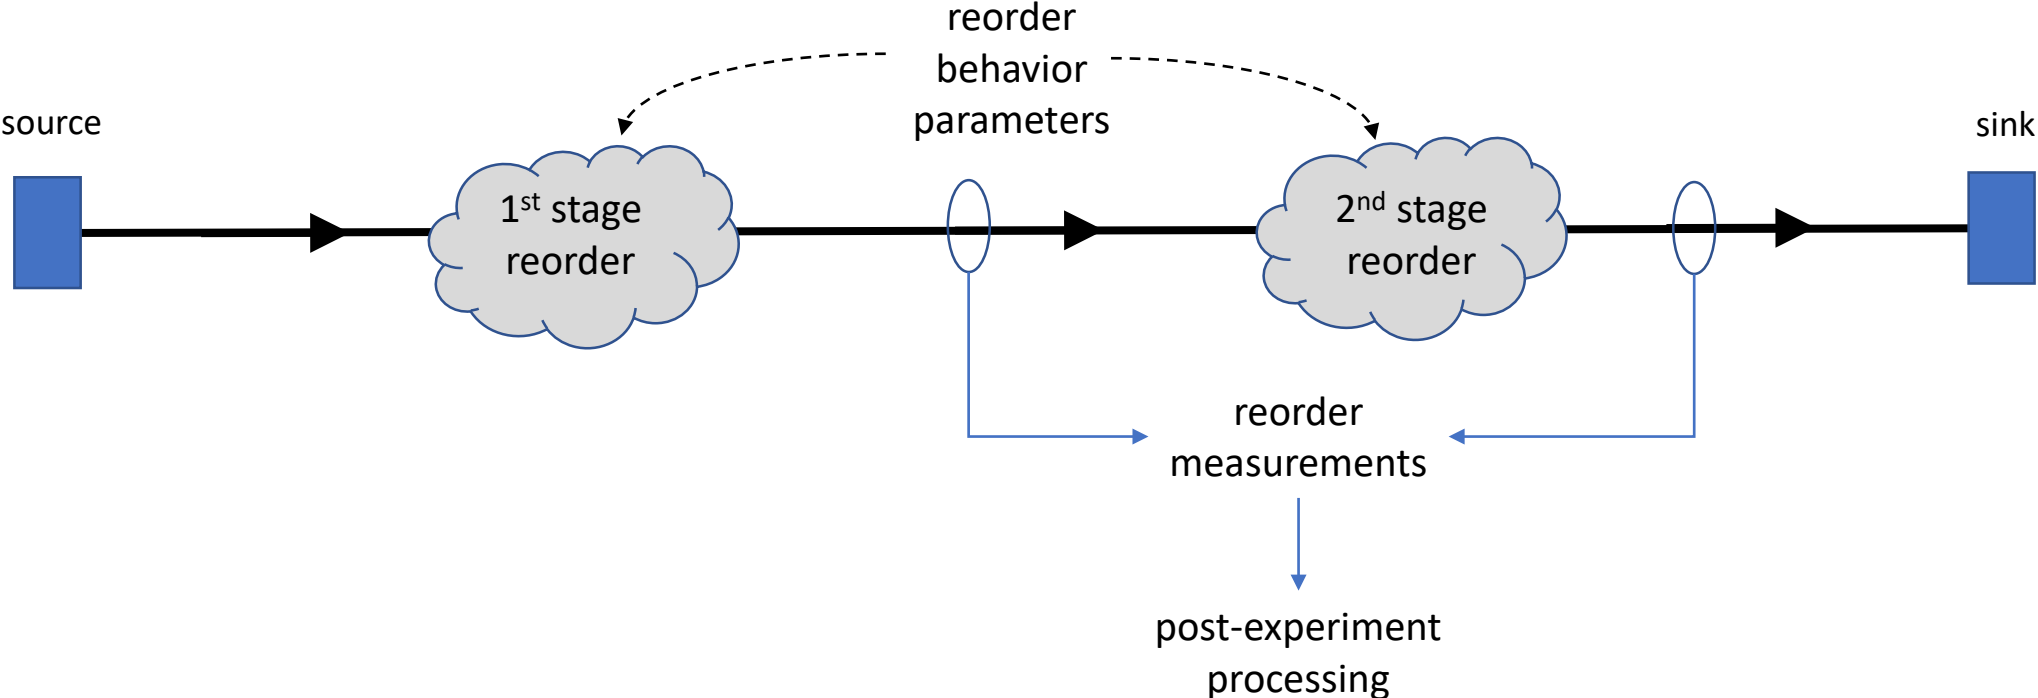 reorder
behavior
parameters
source
sink
1st stage
reorder
2nd stage
reorder
reorder
measurements
post-experiment
processing